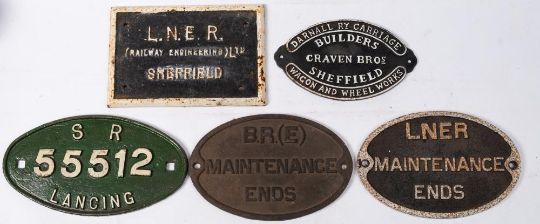 L.N.E.R.
(RAILWAY ENGINEERING) LTD
SHEFFIELD
DARNALL RY CARRIAGE
BUILDERS
CRAVEN BROS
SHEFFIELD
WAGON AND WHEEL WORKS
S R
55512
LANCING
B.R.(E)
MAINTENANCE
ENDS
LNER
MAINTENANCE
ENDS